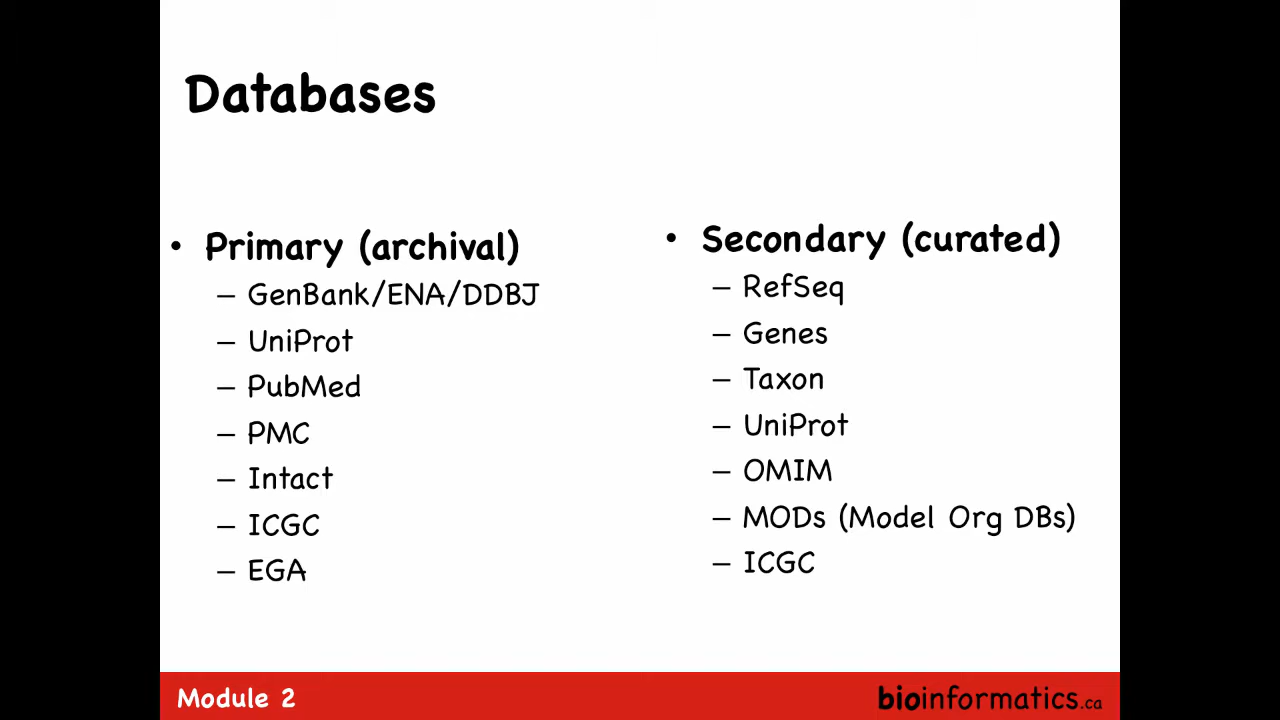 Databases
• Primary (archival)
– GenBank/ENA/DDBJ
– UniProt
– PubMed
– PMC
– Intact
– ICGC
– EGA
• Secondary (curated)
– RefSeq
– Genes
– Taxon
– UniProt
– OMIM
– MODs (Model Org DBs)
– ICGC
Module 2
bioinformatics.ca